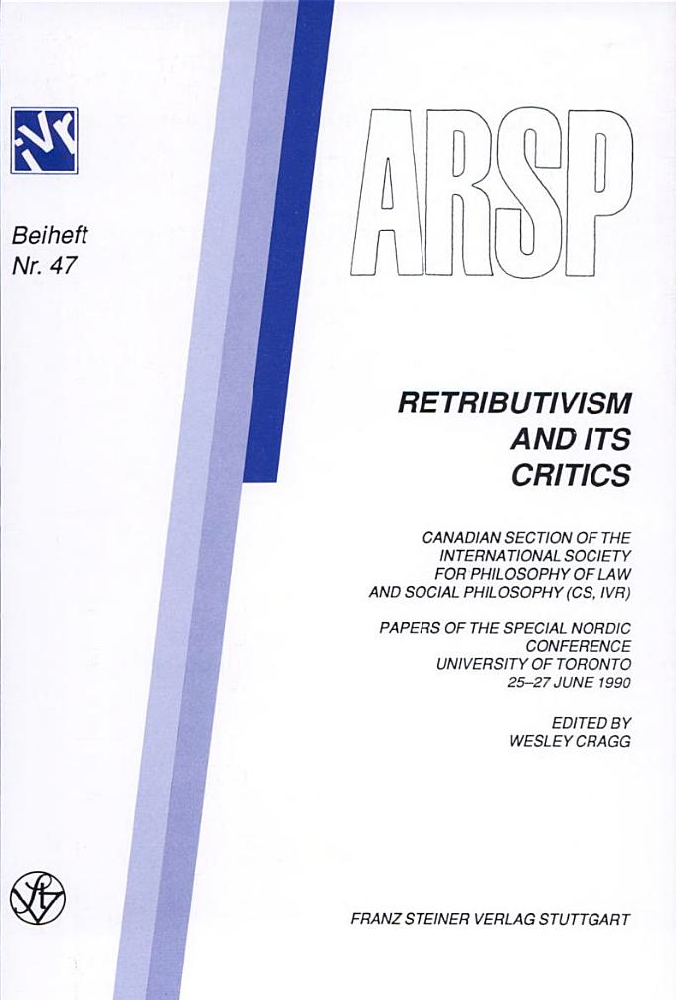 ivr
Beiheft
Nr. 47
ARSP
RETRIBUTIVISM
AND ITS
CRITICS
CANADIAN SECTION OF THE
INTERNATIONAL SOCIETY
FOR PHILOSOPHY OF LAW
AND SOCIAL PHILOSOPHY (CS, IVR)
PAPERS OF THE SPECIAL NORDIC
CONFERENCE
UNIVERSITY OF TORONTO
25–27 JUNE 1990
EDITED BY
WESLEY CRAGG
FRANZ STEINER VERLAG STUTTGART